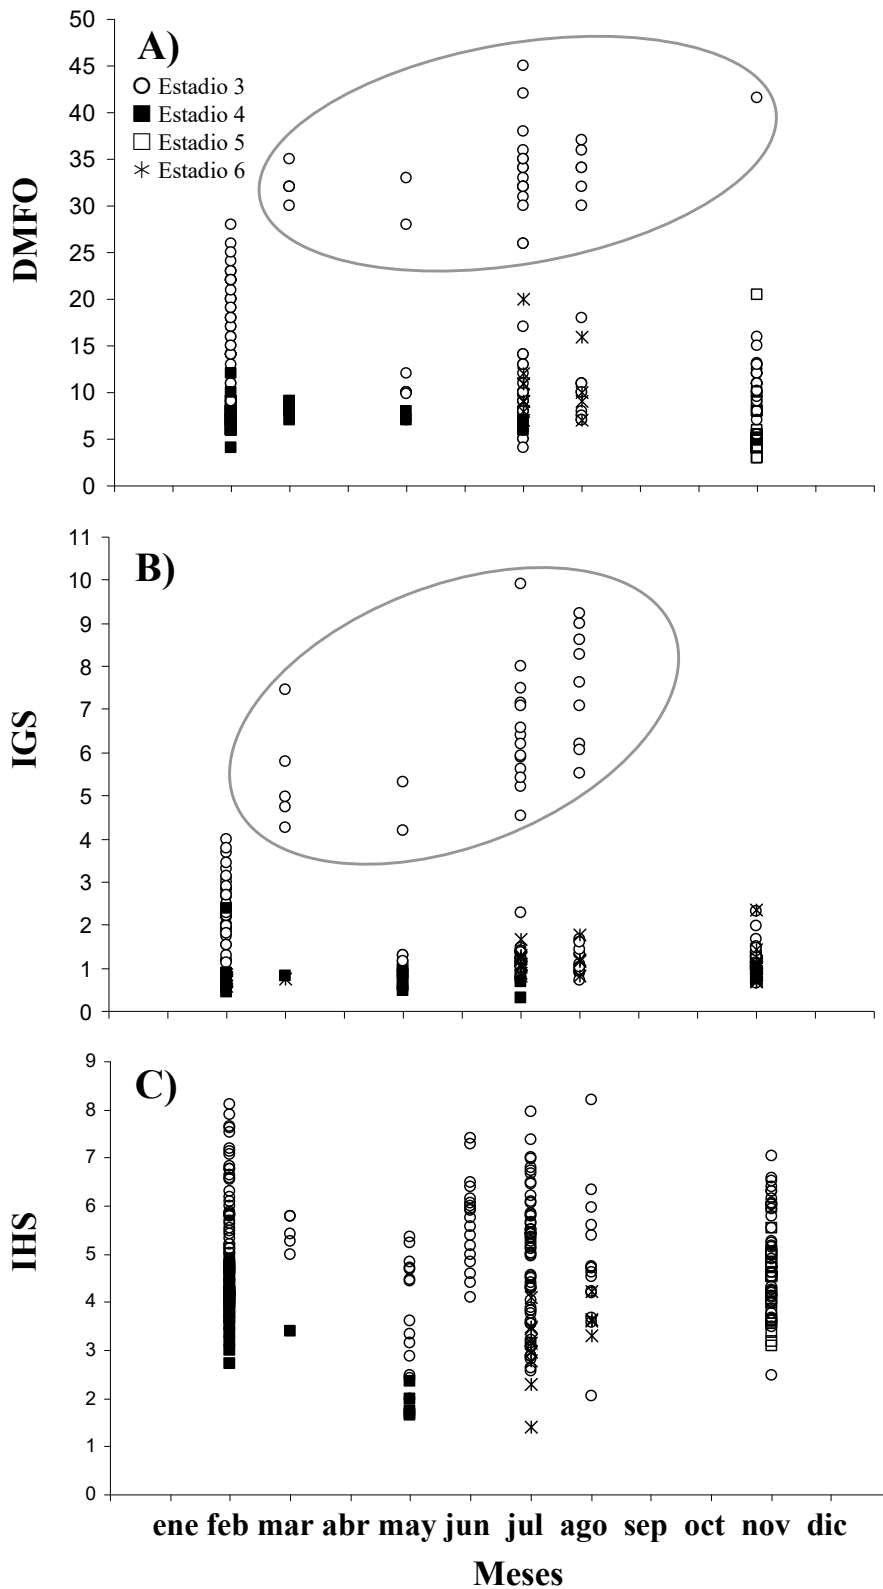 A)
Estadio 3
Estadio 4
Estadio 5
Estadio 6
DMFO
50
45
40
35
30
25
20
15
10
5
0
B)
IGS
11
10
9
8
7
6
5
4
3
2
1
0
C)
IHS
9
8
7
6
5
4
3
2
1
0
ene feb mar abr may jun jul ago sep oct nov dic
Meses